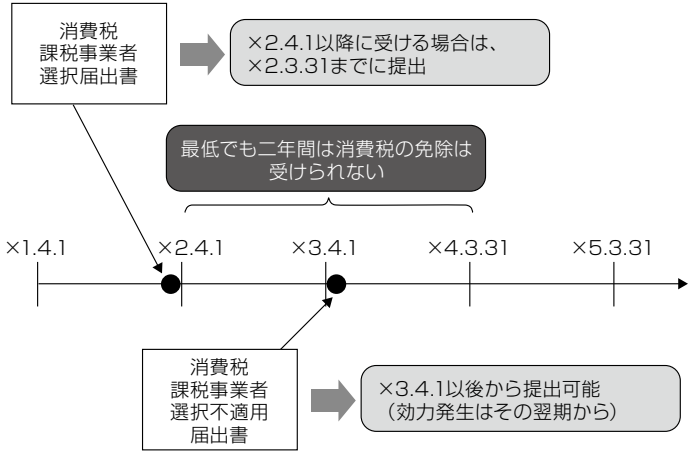 消費税
課税事業者
選択届出書
×2.4.1以降に受ける場合は、
×2.3.31までに提出
最低でも二年間は消費税の免除は
受けられない
×1.4.1
×2.4.1
×3.4.1
×4.3.31
×5.3.31
消費税
課税事業者
選択不適用
届出書
×3.4.1以後から提出可能
（効力発生はその翌期から）